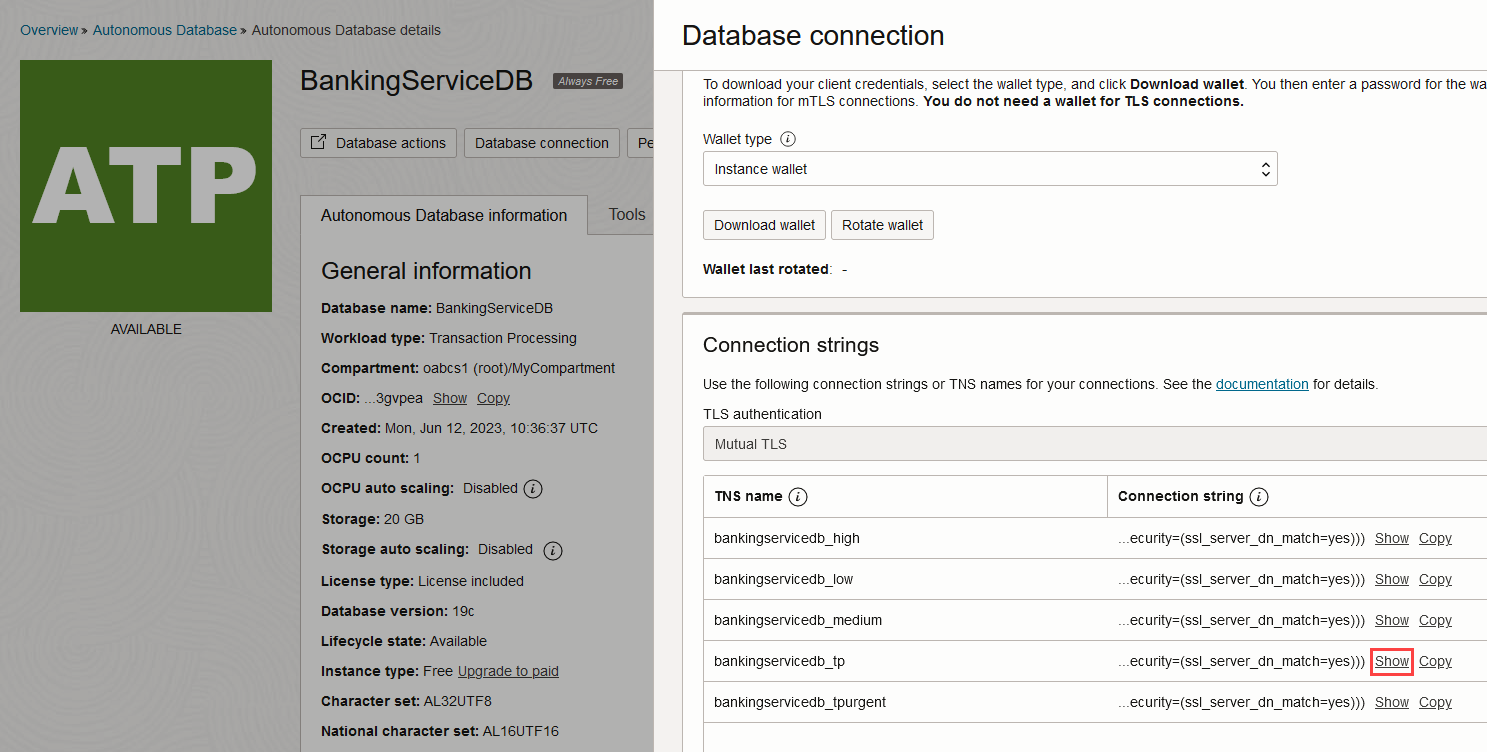 Overview » Autonomous Database » Autonomous Database details
ATP
AVAILABLE
BankingServiceDB Always Free
Database actions Database connection Pe
Autonomous Database information Tools
General information
Database name: BankingServiceDB
Workload type: Transaction Processing
Compartment: oabcs1 (root)/MyCompartment
OCID: ...3gvpea Show Copy
Created: Mon, Jun 12, 2023, 10:36:37 UTC
OCPU count: 1
OCPU auto scaling: Disabled i
Storage: 20 GB
Storage auto scaling: Disabled i
License type: License included
Database version: 19c
Lifecycle state: Available
Instance type: Free Upgrade to paid
Character set: AL32UTF8
National character set: AL16UTF16
Database connection
To download your client credentials, select the wallet type, and click Download wallet. You then enter a password for the wa
information for mTLS connections. You do not need a wallet for TLS connections.
Wallet type i
Instance wallet
Download wallet Rotate wallet
Wallet last rotated: -
Connection strings
Use the following connection strings or TNS names for your connections. See the documentation for details.
TLS authentication
Mutual TLS
TNS name i Connection string i
bankingservicedb_high ...ecurity=(ssl_server_dn_match=yes))) Show Copy
bankingservicedb_low ...ecurity=(ssl_server_dn_match=yes))) Show Copy
bankingservicedb_medium ...ecurity=(ssl_server_dn_match=yes))) Show Copy
bankingservicedb_tp ...ecurity=(ssl_server_dn_match=yes))) Show Copy
bankingservicedb_tpurgent ...ecurity=(ssl_server_dn_match=yes))) Show Copy